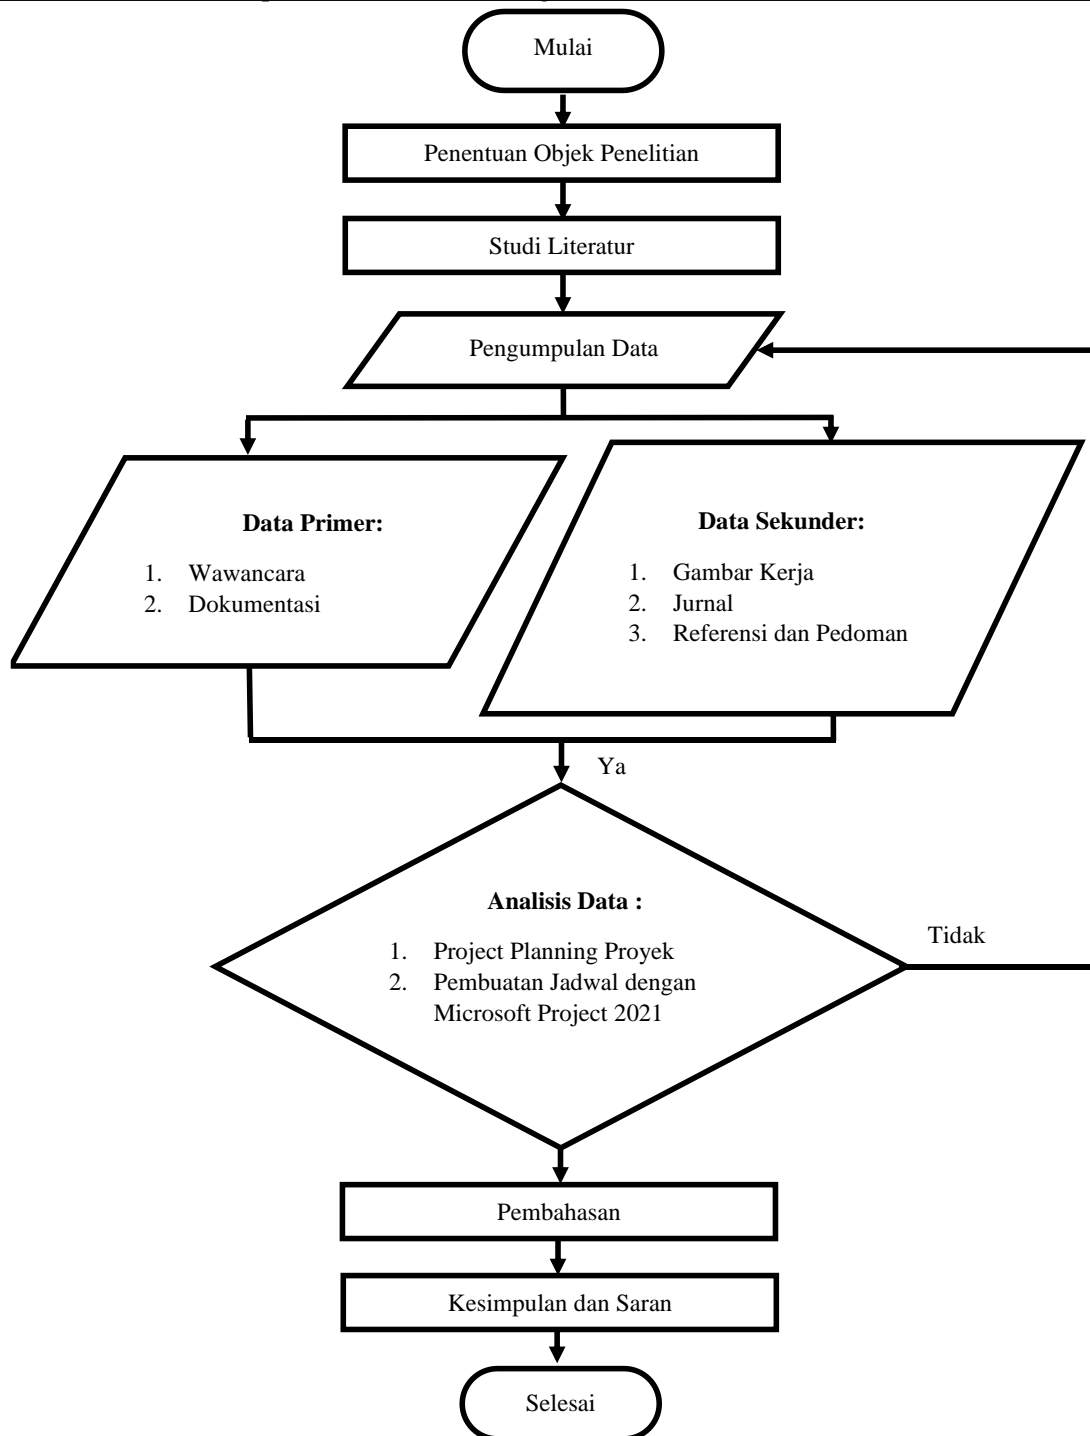 Mulai
Penentuan Objek Penelitian
Studi Literatur
Pengumpulan Data
Data Primer:
1. Wawancara
2. Dokumentasi
Data Sekunder:
1. Gambar Kerja
2. Jurnal
3. Referensi dan Pedoman
Ya
Analisis Data :
1. Project Planning Proyek
2. Pembuatan Jadwal dengan
Microsoft Project 2021
Tidak
Pembahasan
Kesimpulan dan Saran
Selesai